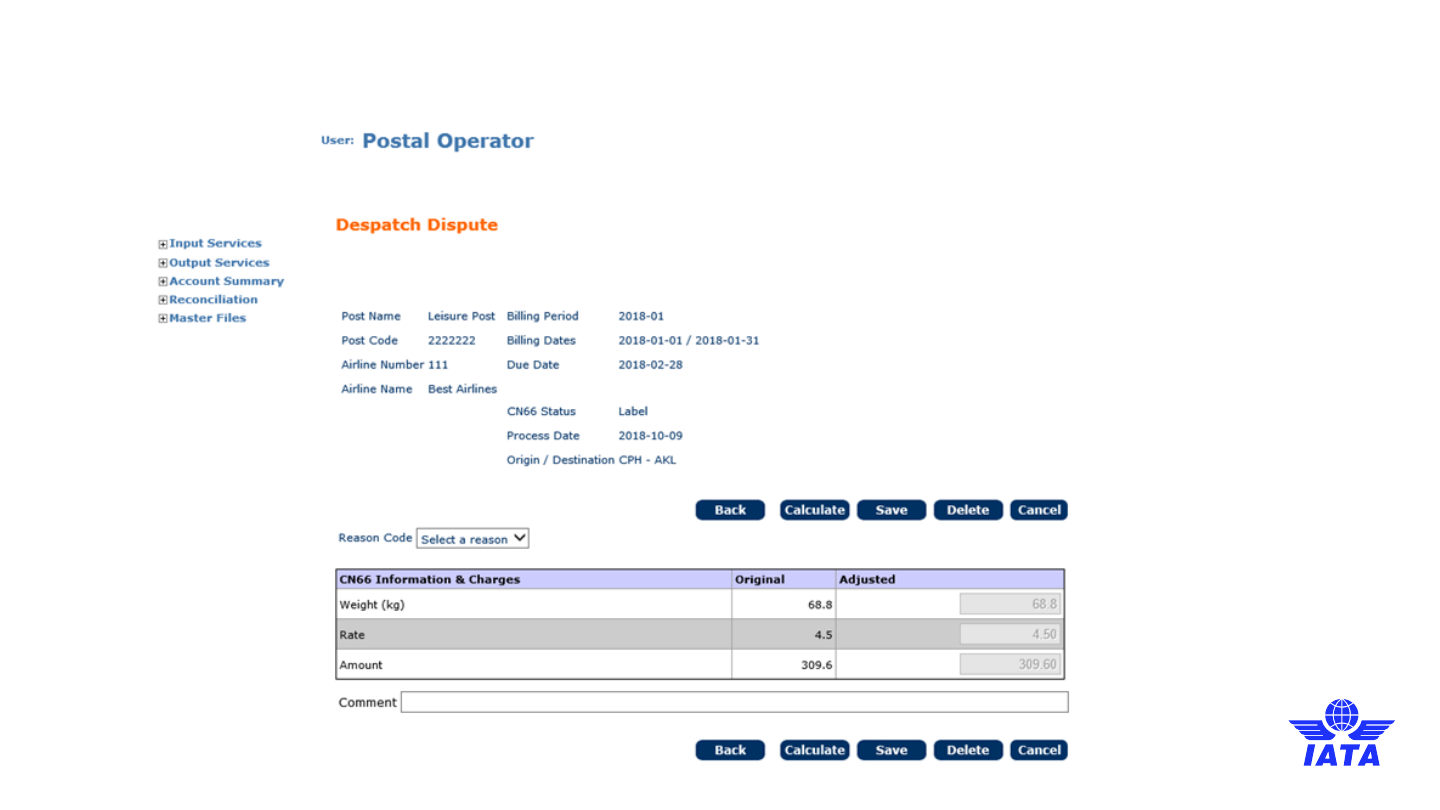 User: Postal Operator
Despatch Dispute
Input Services
Output Services
Account Summary
Reconciliation
Master Files
Post Name Leisure Post Billing Period 2018-01
Post Code 2222222 Billing Dates 2018-01-01 / 2018-01-31
Airline Number 111 Due Date 2018-02-28
Airline Name Best Airlines
CN66 Status Label
Process Date 2018-10-09
Origin / Destination CPH - AKL
Back Calculate Save Delete Cancel
Reason Code Select a reason
CN66 Information & Charges Original Adjusted
Weight (kg) 68.8 68.8
Rate 4.5 4.50
Amount 309.6 309.60
Comment
Back Calculate Save Delete Cancel
IATA